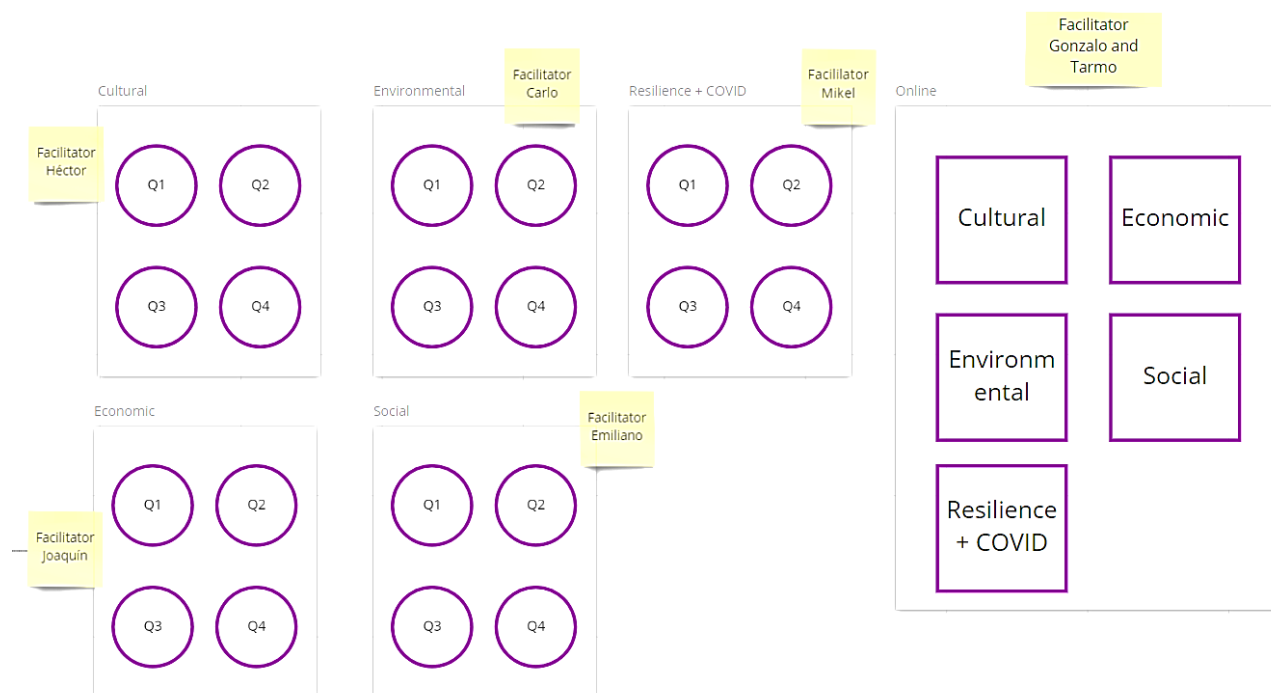 Facilitator
Gonzalo and
Tarmo
Cultural
Facilitator
Héctor
Q1
Q2
Q3
Q4
Environmental
Facilitator
Carlo
Q1
Q2
Q3
Q4
Resilience + COVID
Facililator
Mikel
Q1
Q2
Q3
Q4
Online
Cultural
Economic
Environm
ental
Social
Resilience
+ COVID
Economic
Facilitator
Joaquín
Q1
Q2
Q3
Q4
Social
Facilitator
Emiliano
Q1
Q2
Q3
Q4